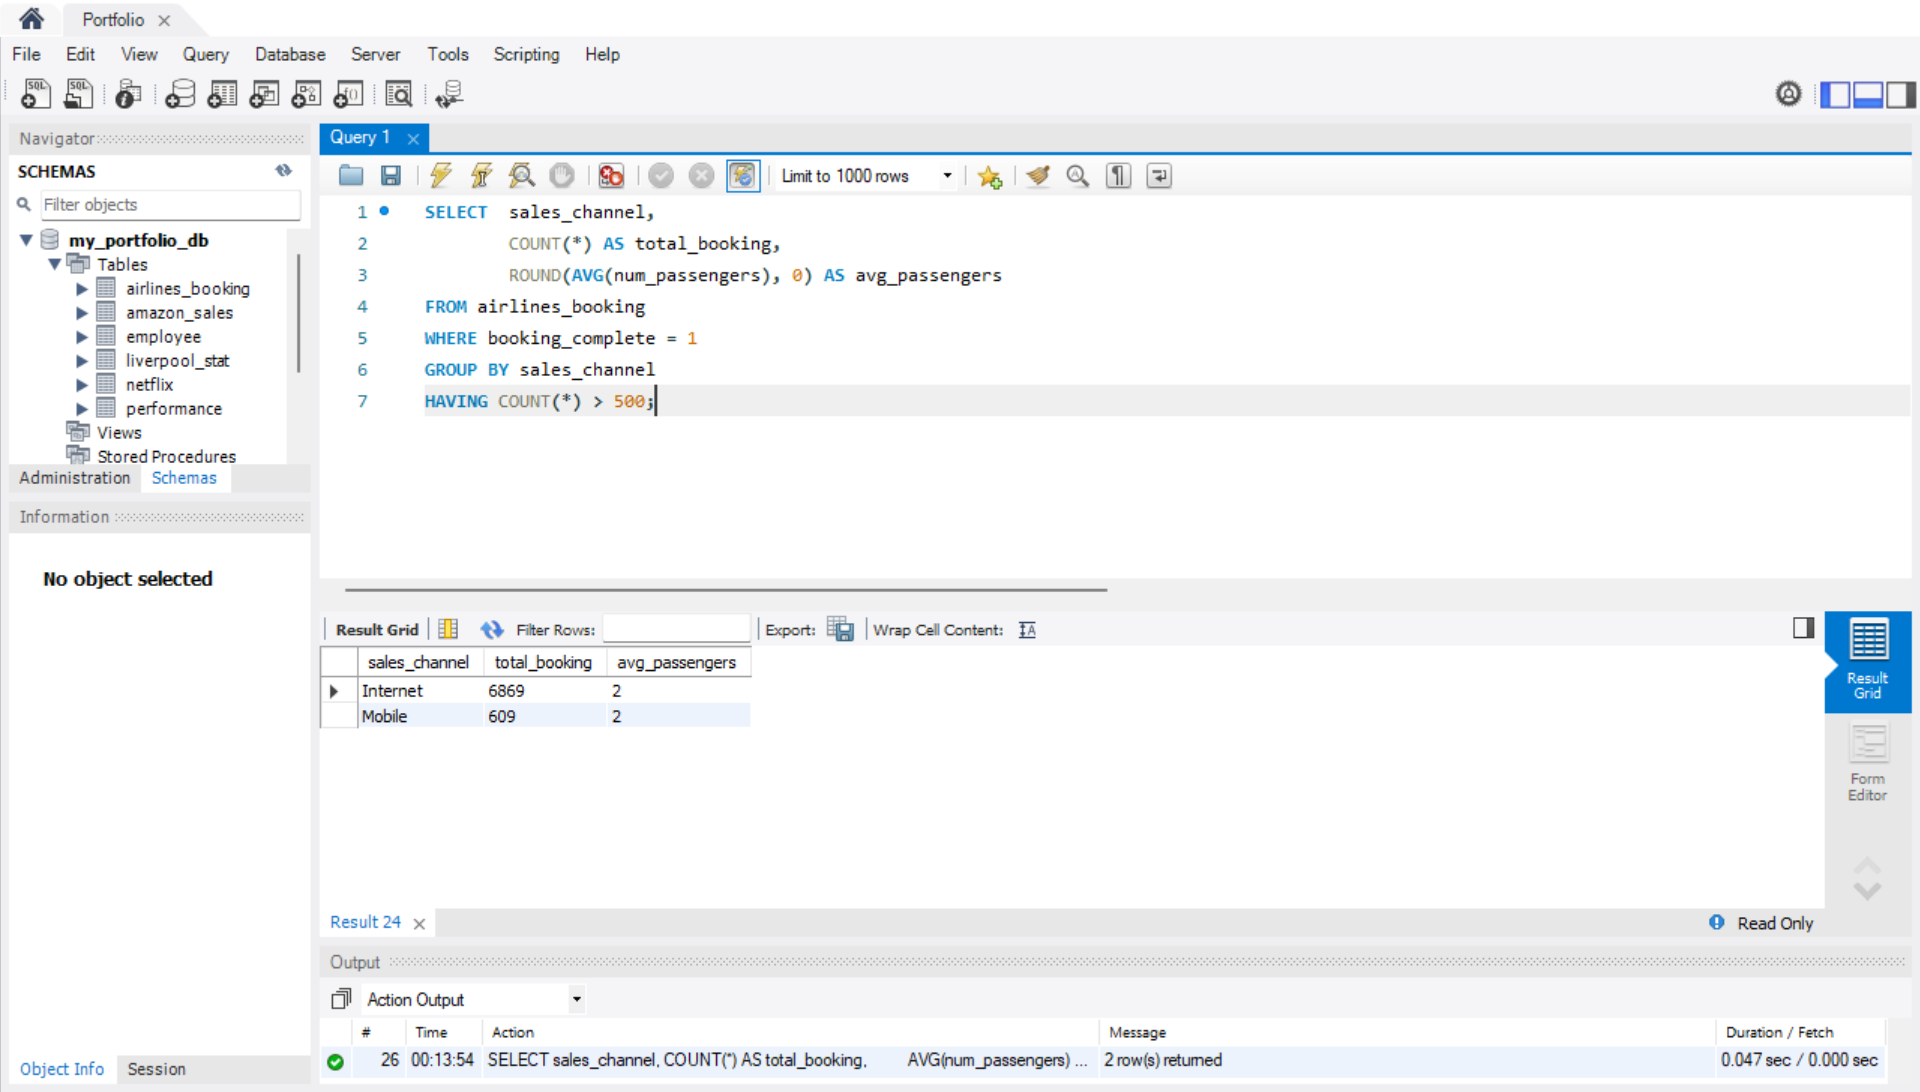 Portfolio
File Edit View Query Database Server Tools Scripting Help
Navigator
SCHEMAS
Filter objects
my_portfolio_db
Tables
airlines_booking
amazon_sales
employee
liverpool_stat
netflix
performance
Views
Stored Procedures
Administration Schemas
Information
No object selected
Object Info Session
Query 1
Limit to 1000 rows
1 SELECT sales_channel,
2 COUNT(*) AS total_booking,
3 ROUND(AVG(num_passengers), 0) AS avg_passengers
4 FROM airlines_booking
5 WHERE booking_complete = 1
6 GROUP BY sales_channel
7 HAVING COUNT(*) > 500;
Result Grid Filter Rows: Export: Wrap Cell Content:
sales_channel total_booking avg_passengers
Internet 6869 2
Mobile 609 2
Result
Grid
Form
Editor
Result 24 Read Only
Output
Action Output
# Time Action Message Duration / Fetch
26 00:13:54 SELECT sales_channel, COUNT(*) AS total_booking, AVG(num_passengers) ... 2 row(s) returned 0.047 sec / 0.000 sec